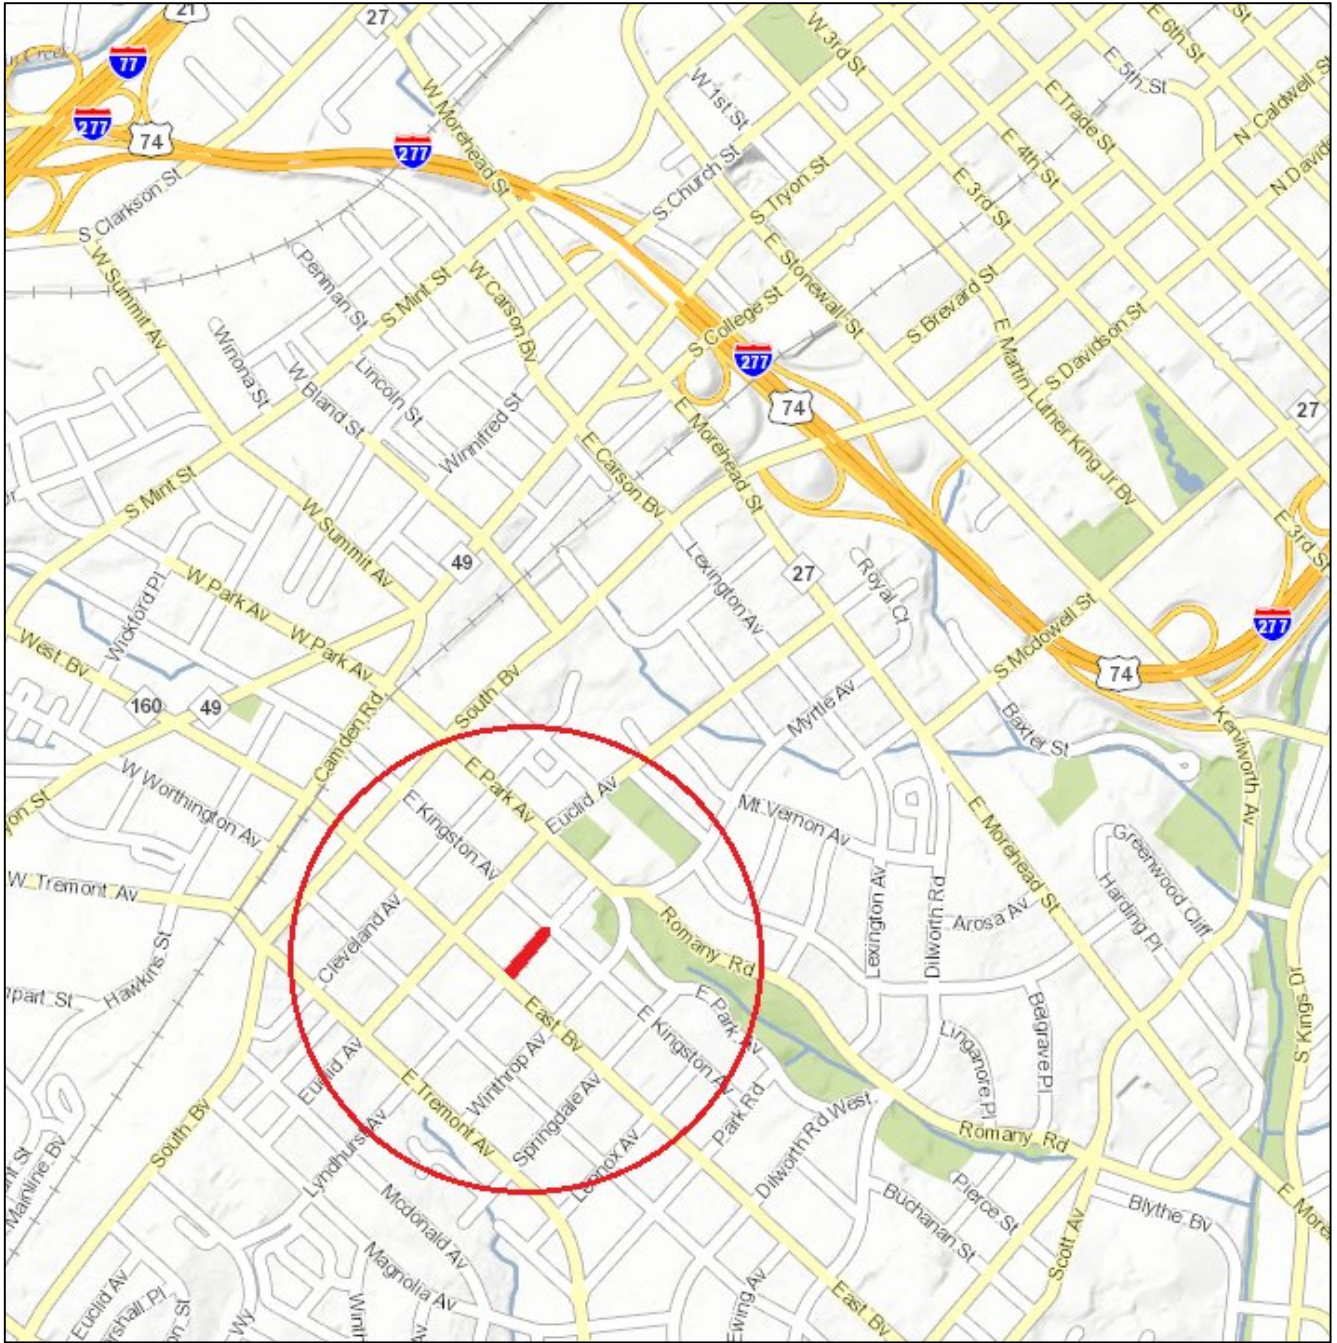 21
27
W 3rd St
E 6th St
E 5th St
77
W 1st St
E Trade St
N Caldwell St
277
74
W Morehead St
277
E 4th St
S Church St
E 3rd St
S Clarkson St
S Tryon St
W Summit Av
Penman St
S Mint St
W Carson Bv
E Stonewall St
S College St
S Brevard St
E Martin Luther King Jr Bv
S Davidson St
277
74
Winona St
W Bland St
Lincoln St
Winnifred St
E Morehead St
27
S Mint St
W Summit Av
E Carson Bv
E 3rd St
49
27
Lexington Av
Royal Ct
W Park Av
Wickford Pl
W Park Av
S Mcdowell St
277
West Bv
160
49
74
South Bv
Camden Rd
Myrtle Av
Baxter St
Kenilworth Av
W Worthington Av
E Park Av
E Kingston Av
Euclid Av
Mt Vernon Av
E Morehead St
Greenwood Cliff
Harding Pl
W Tremont Av
Cleveland Av
Lexington Av
Dilworth Rd
Arosa Av
Romany Rd
Hawkins St
East Bv
E Park Av
E Kingston Av
Belgrave Pl
Linganore Pl
S Kings Dr
Euclid Av
E Tremont Av
Winthrop Av
Springdale Av
Park Rd
Dilworth Rd West
Romany Rd
South Bv
Lyndhurst Av
Lennox Av
Mainline Bv
Mcdonald Av
Buchanan St
Pierce St
Scott Av
Blythe Bv
Magnolia Av
Euclid Av
Ewing Av
East Bv